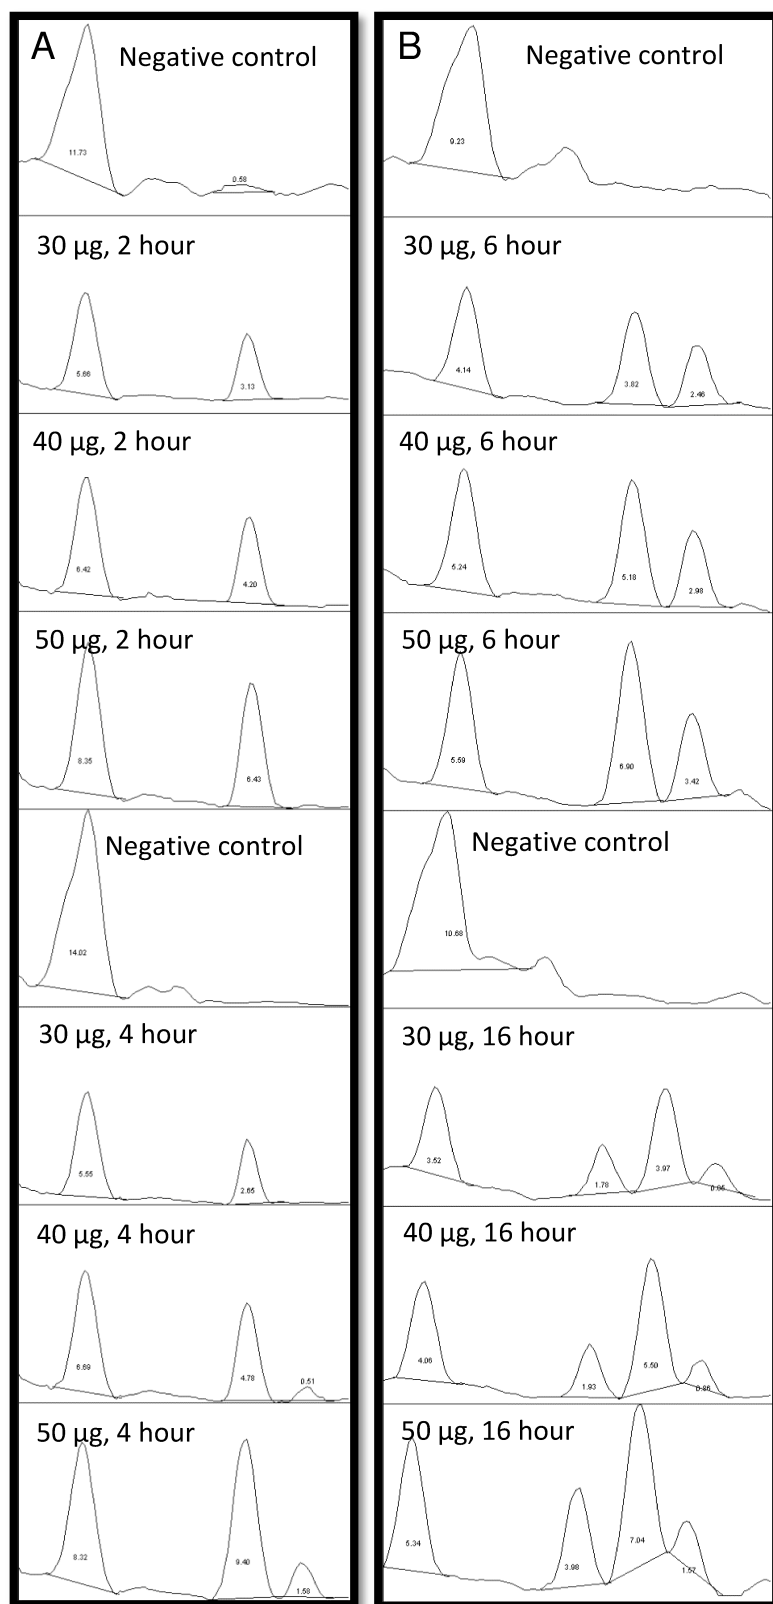 A
Negative control
11.73
0.58
30 µg, 2 hour
5.66
3.13
40 µg, 2 hour
6.42
4.20
50 µg, 2 hour
8.35
6.43
Negative control
14.02
30 µg, 4 hour
5.55
2.65
40 µg, 4 hour
6.69
4.78
0.51
50 µg, 4 hour
8.32
9.40
1.58
B
Negative control
9.23
30 µg, 6 hour
4.14
3.82
2.46
40 µg, 6 hour
5.24
5.18
2.98
50 µg, 6 hour
5.59
6.90
3.42
Negative control
10.68
30 µg, 16 hour
3.52
1.78
3.97
0.85
40 µg, 16 hour
4.06
1.93
5.50
0.86
50 µg, 16 hour
5.34
3.98
7.04
1.57